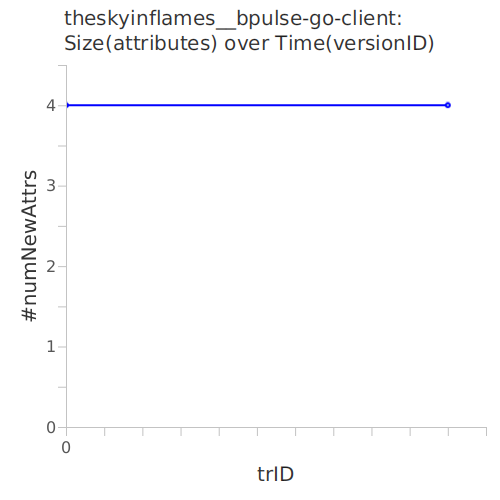 theskyinflames__bpulse-go-client:
Size(attributes) over Time(versionID)
4
3
2
1
0
0
#numNewAttrs
trID